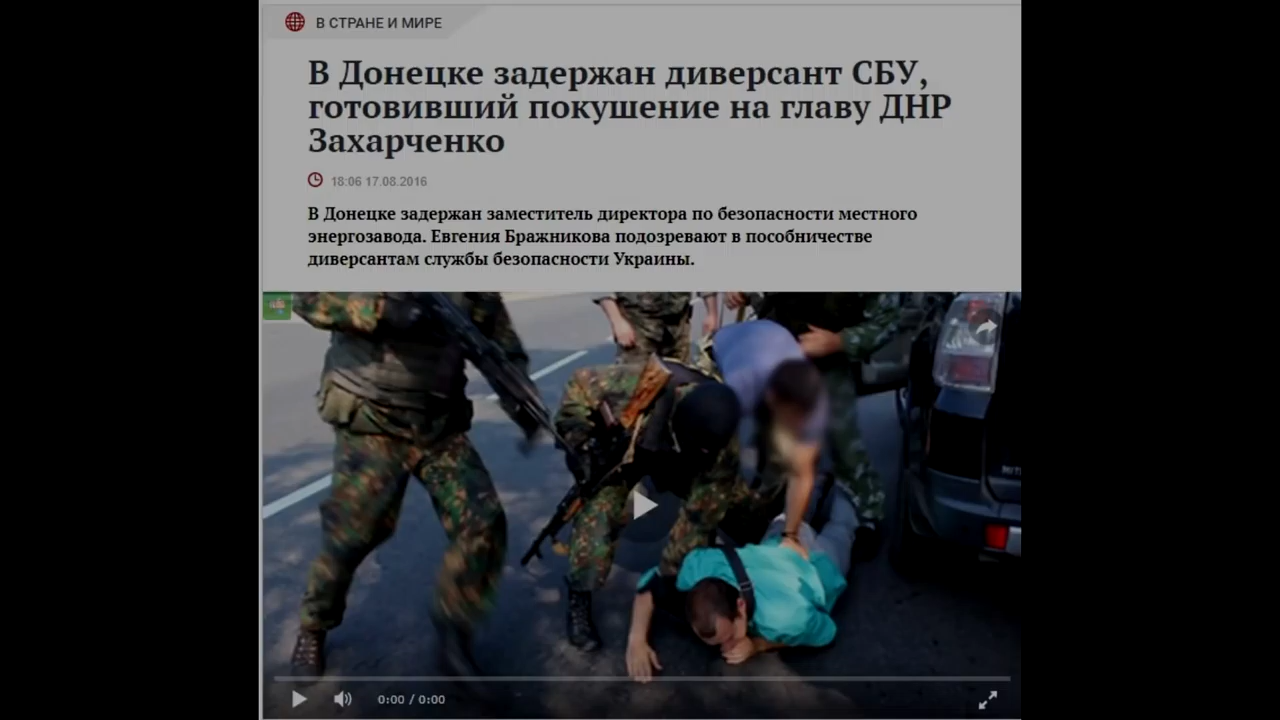 В СТРАНЕ И МИРЕ
В Донецке задержан диверсант СБУ,
готовивший покушение на главу ДНР
Захарченко
18:06 17.08.2016
В Донецке задержан заместитель директора по безопасности местного
энергозавода. Евгения Бражникова подозревают в пособничестве
диверсантам службы безопасности Украины.
0:00 / 0:00